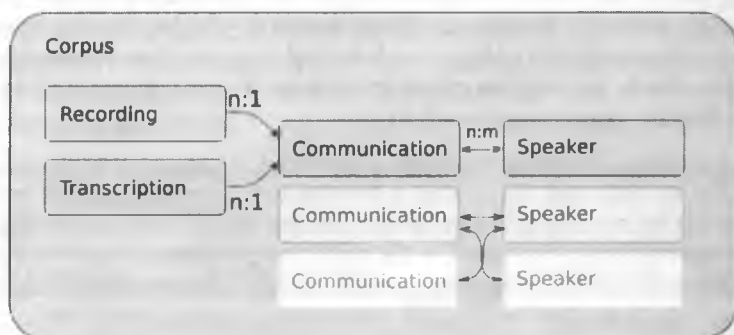 Corpus
Recording
n:1
Communication
n:m
Speaker
Transcription
n:1
Communication
Speaker
Communication
Speaker